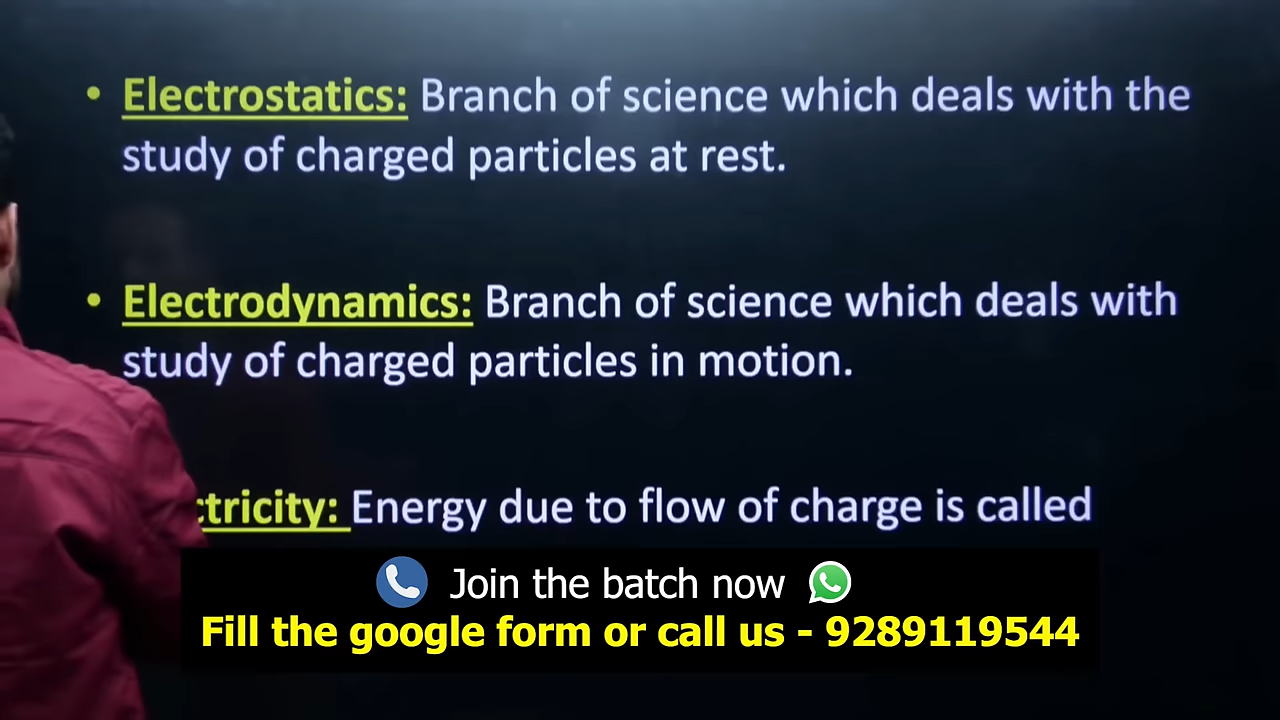 • Electrostatics: Branch of science which deals with the
study of charged particles at rest.
• Electrodynamics: Branch of science which deals with
study of charged particles in motion.
ctricity: Energy due to flow of charge is called
Join the batch now
Fill the google form or call us - 9289119544